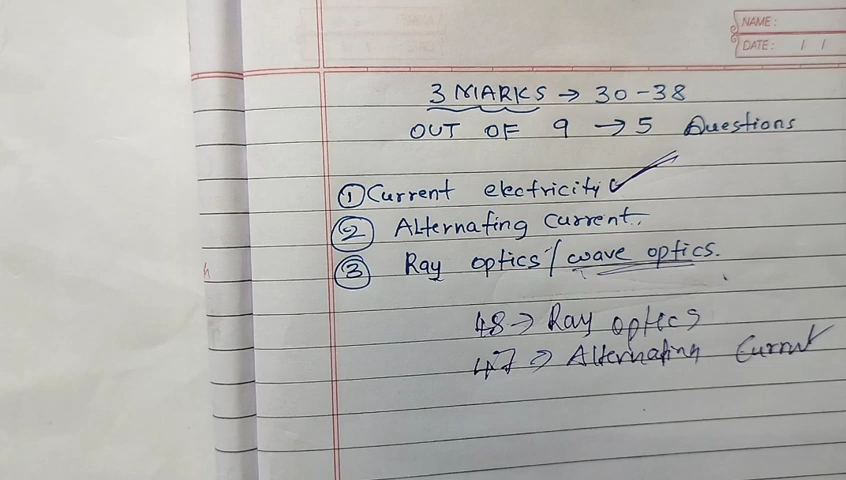 NAME:
DATE: / /
3 MARKS → 30-38
OUT OF 9 → 5 Questions
① Current electricity ✓
② Alternating current.
③ Ray optics / wave optics.
48 → Ray optics
47 → Alternating Current